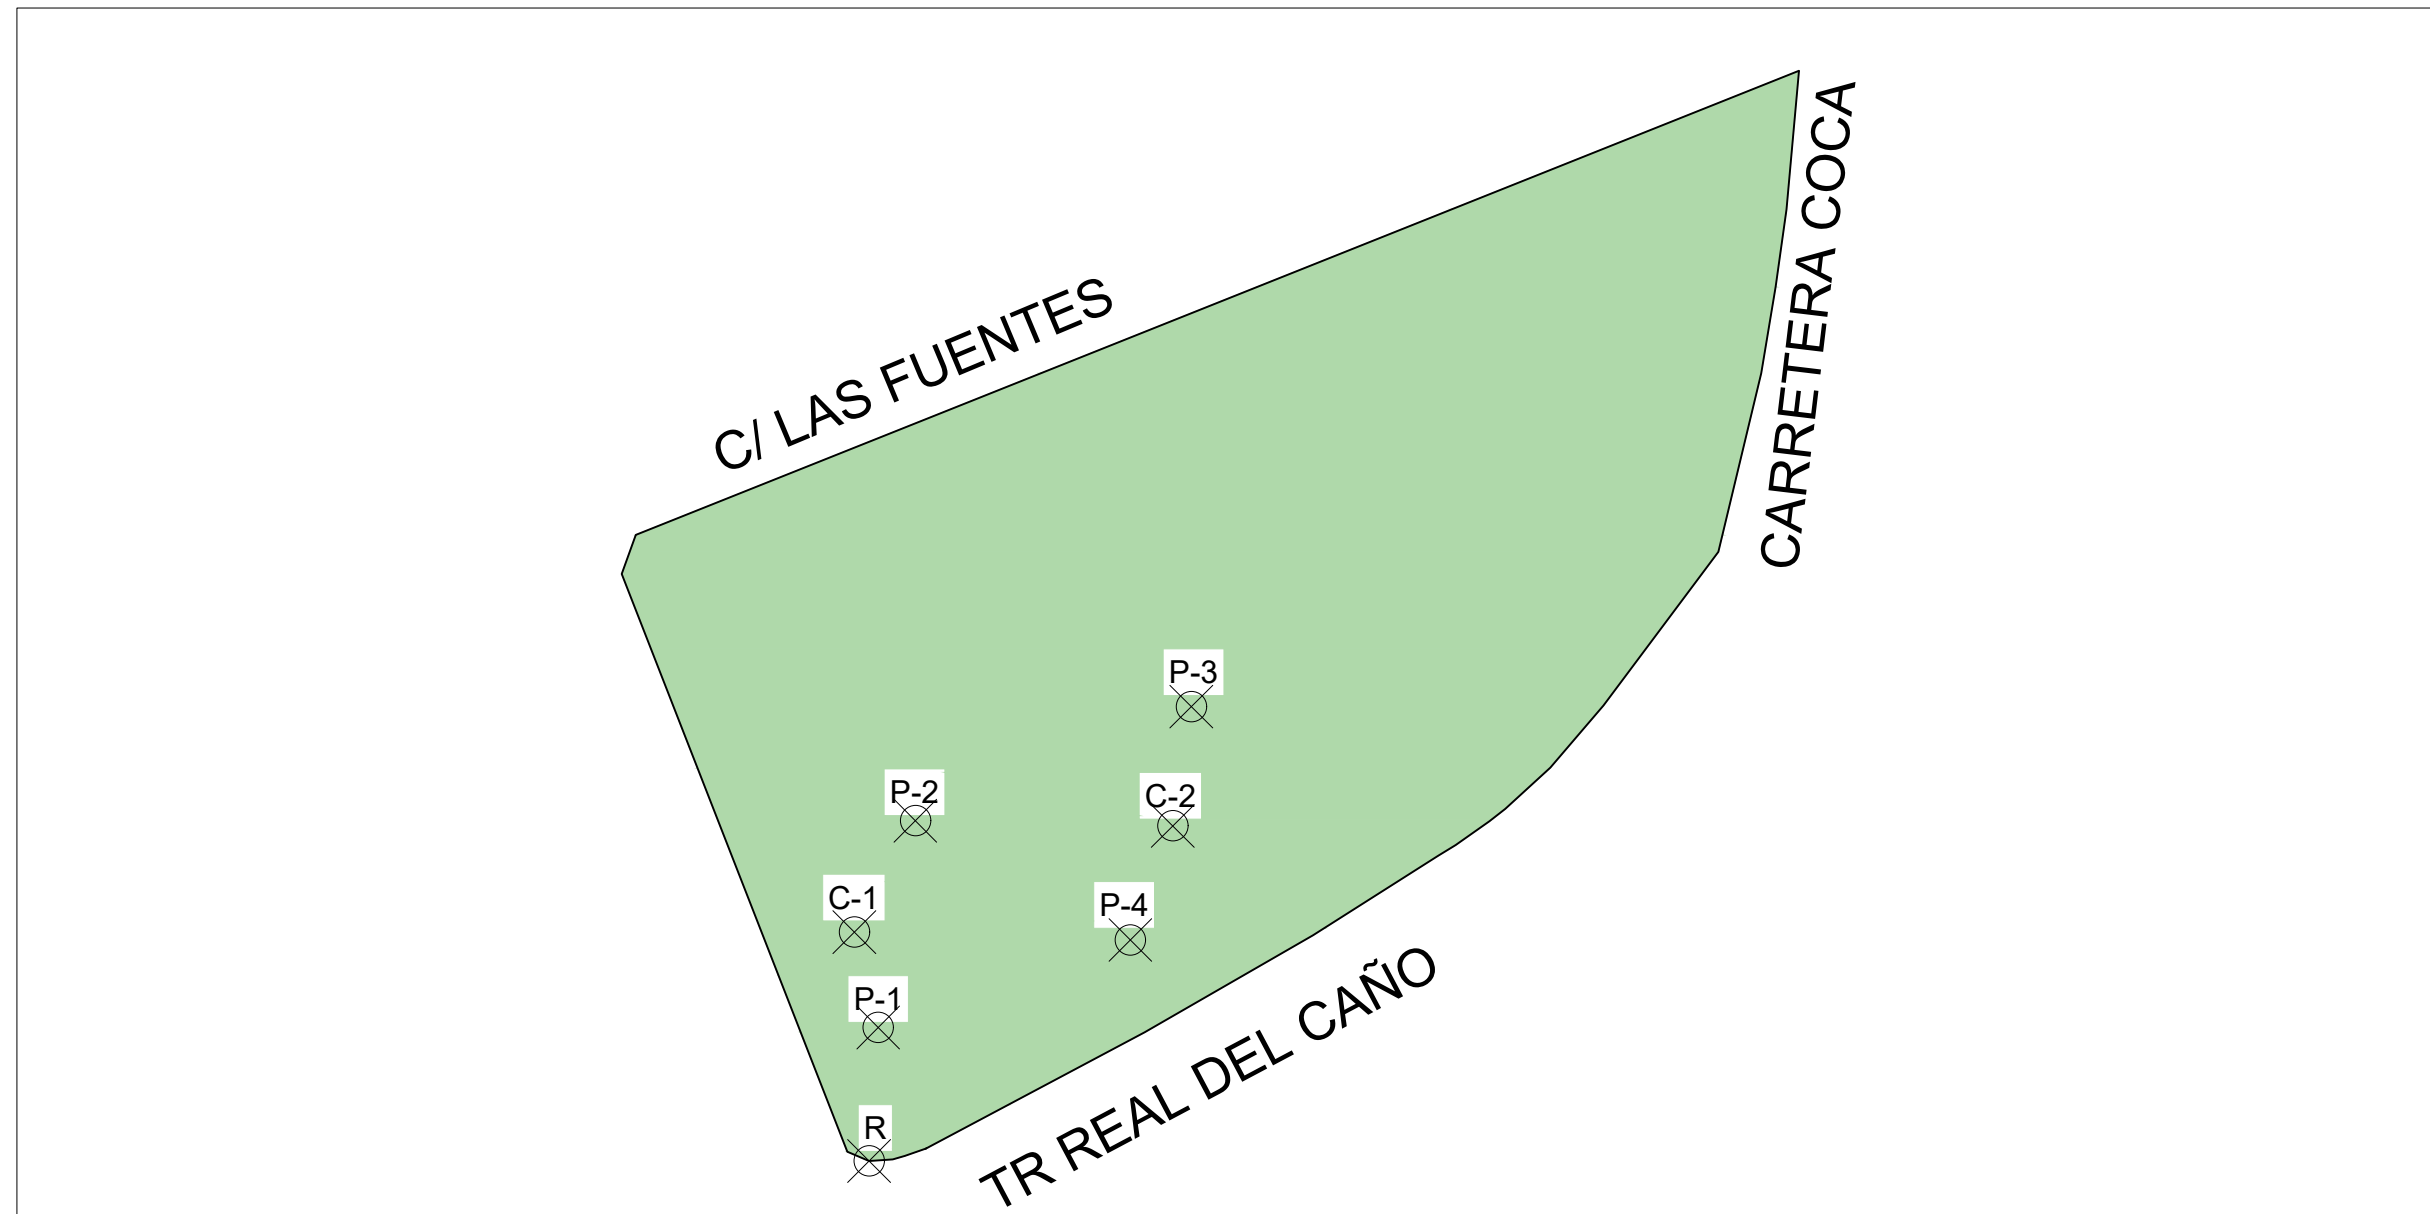 CARRETERA COCA
C/ LAS FUENTES
P-3
P-2
C-2
C-1
P-4
P-1
R
TR REAL DEL CAÑO